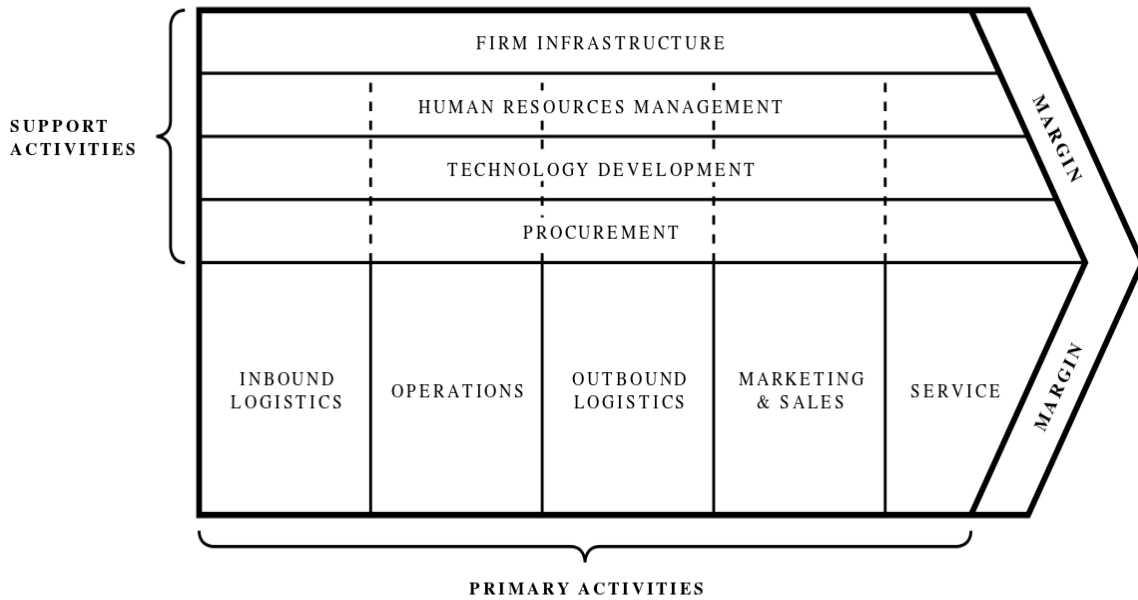 FIRM INFRASTRUCTURE
HUMAN RESOURCES MANAGEMENT
SUPPORT
ACTIVITIES
TECHNOLOGY DEVELOPMENT
PROCUREMENT
MARGIN
INBOUND
LOGISTICS
OPERATIONS
OUTBOUND
LOGISTICS
MARKETING
& SALES
SERVICE
MARGIN
PRIMARY ACTIVITIES